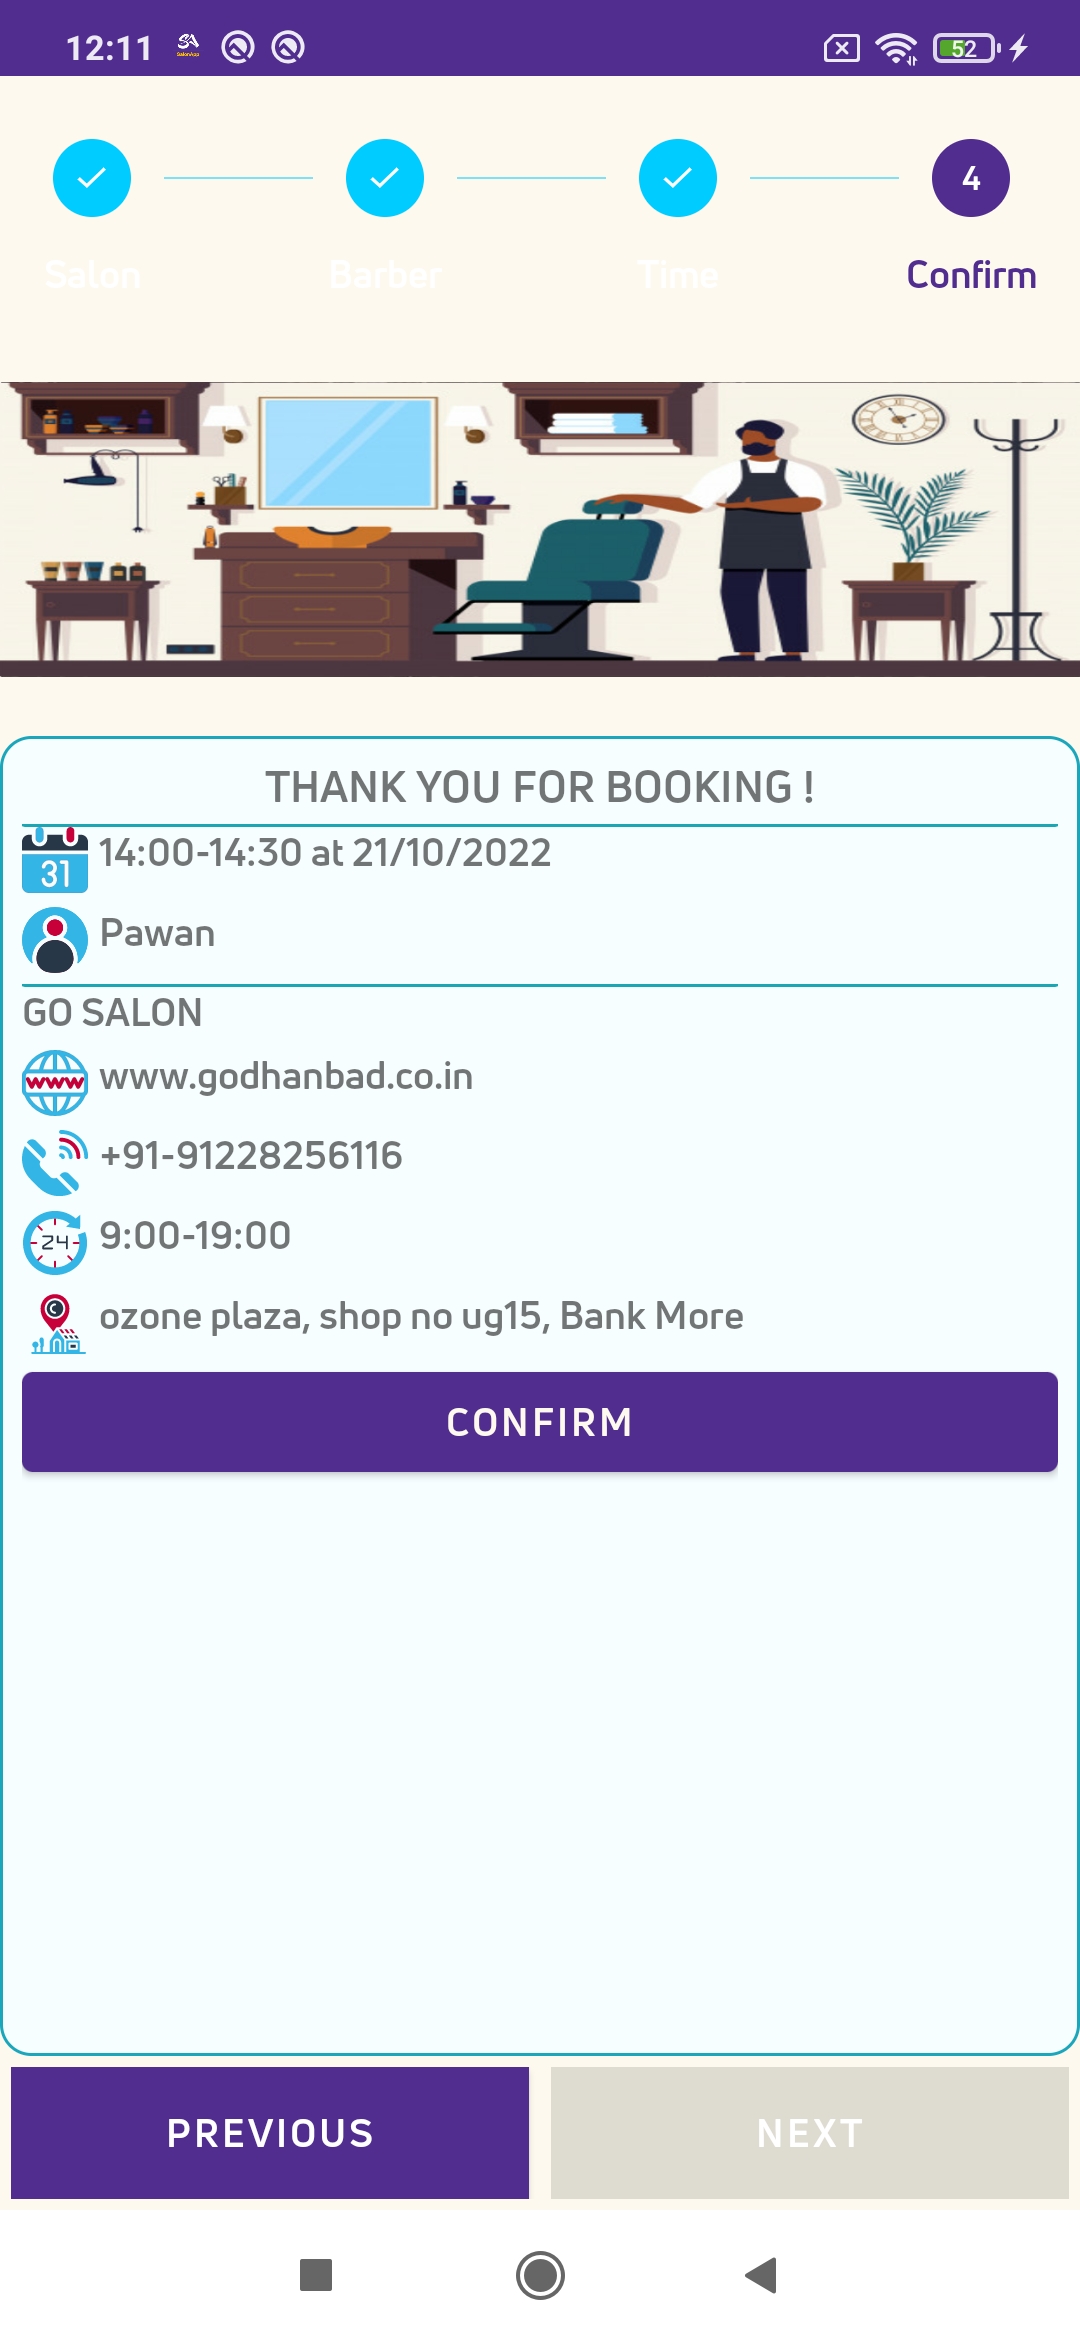 12:11
52
4
Salon Barber Time Confirm
THANK YOU FOR BOOKING !
31
14:00-14:30 at 21/10/2022
Pawan
GO SALON
www
www.godhanbad.co.in
+91-91228256116
24
9:00-19:00
ozone plaza, shop no ug15, Bank More
CONFIRM
PREVIOUS NEXT